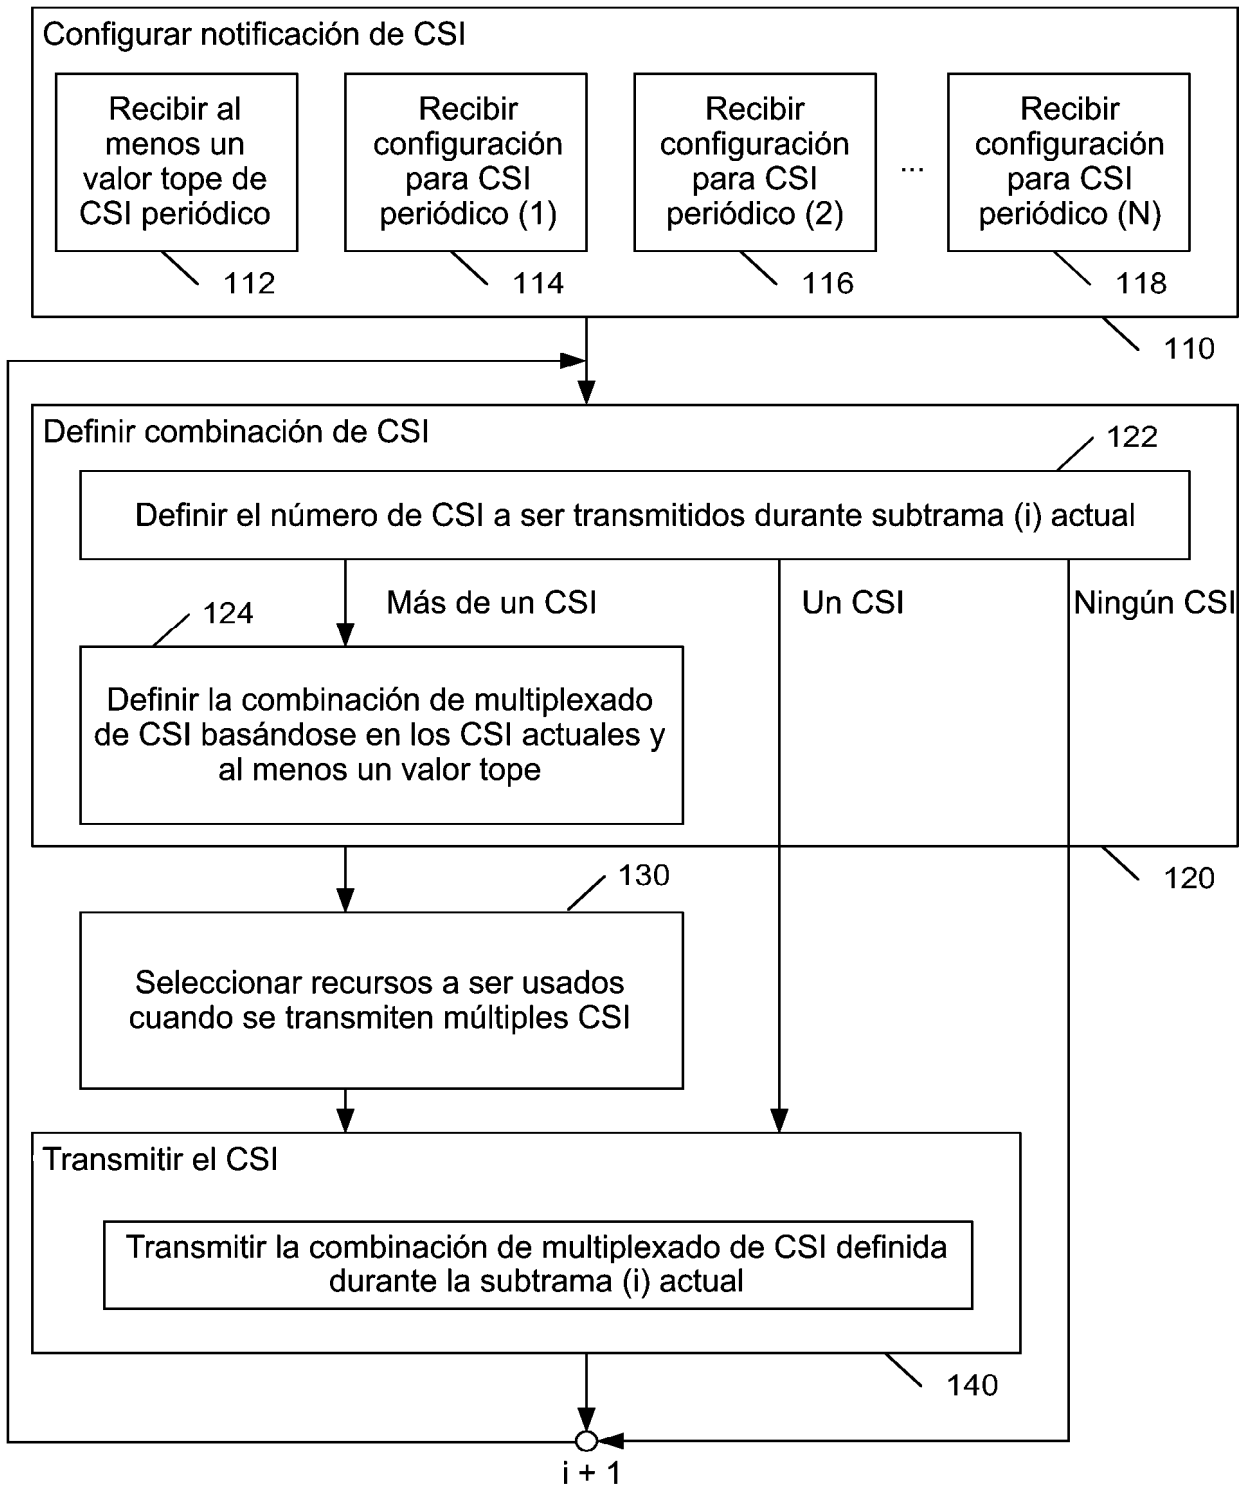 Configurar notificación de CSI
Recibir al
menos un
valor tope de
CSI periódico
112
Recibir
configuración
para CSI
periódico (1)
114
Recibir
configuración
para CSI
periódico (2)
116
...
Recibir
configuración
para CSI
periódico (N)
118
110
Definir combinación de CSI
122
Definir el número de CSI a ser transmitidos durante subtrama (i) actual
Más de un CSI
Un CSI
Ningún CSI
124
Definir la combinación de multiplexado
de CSI basándose en los CSI actuales y
al menos un valor tope
120
130
Seleccionar recursos a ser usados
cuando se transmiten múltiples CSI
Transmitir el CSI
Transmitir la combinación de multiplexado de CSI definida
durante la subtrama (i) actual
140
i + 1